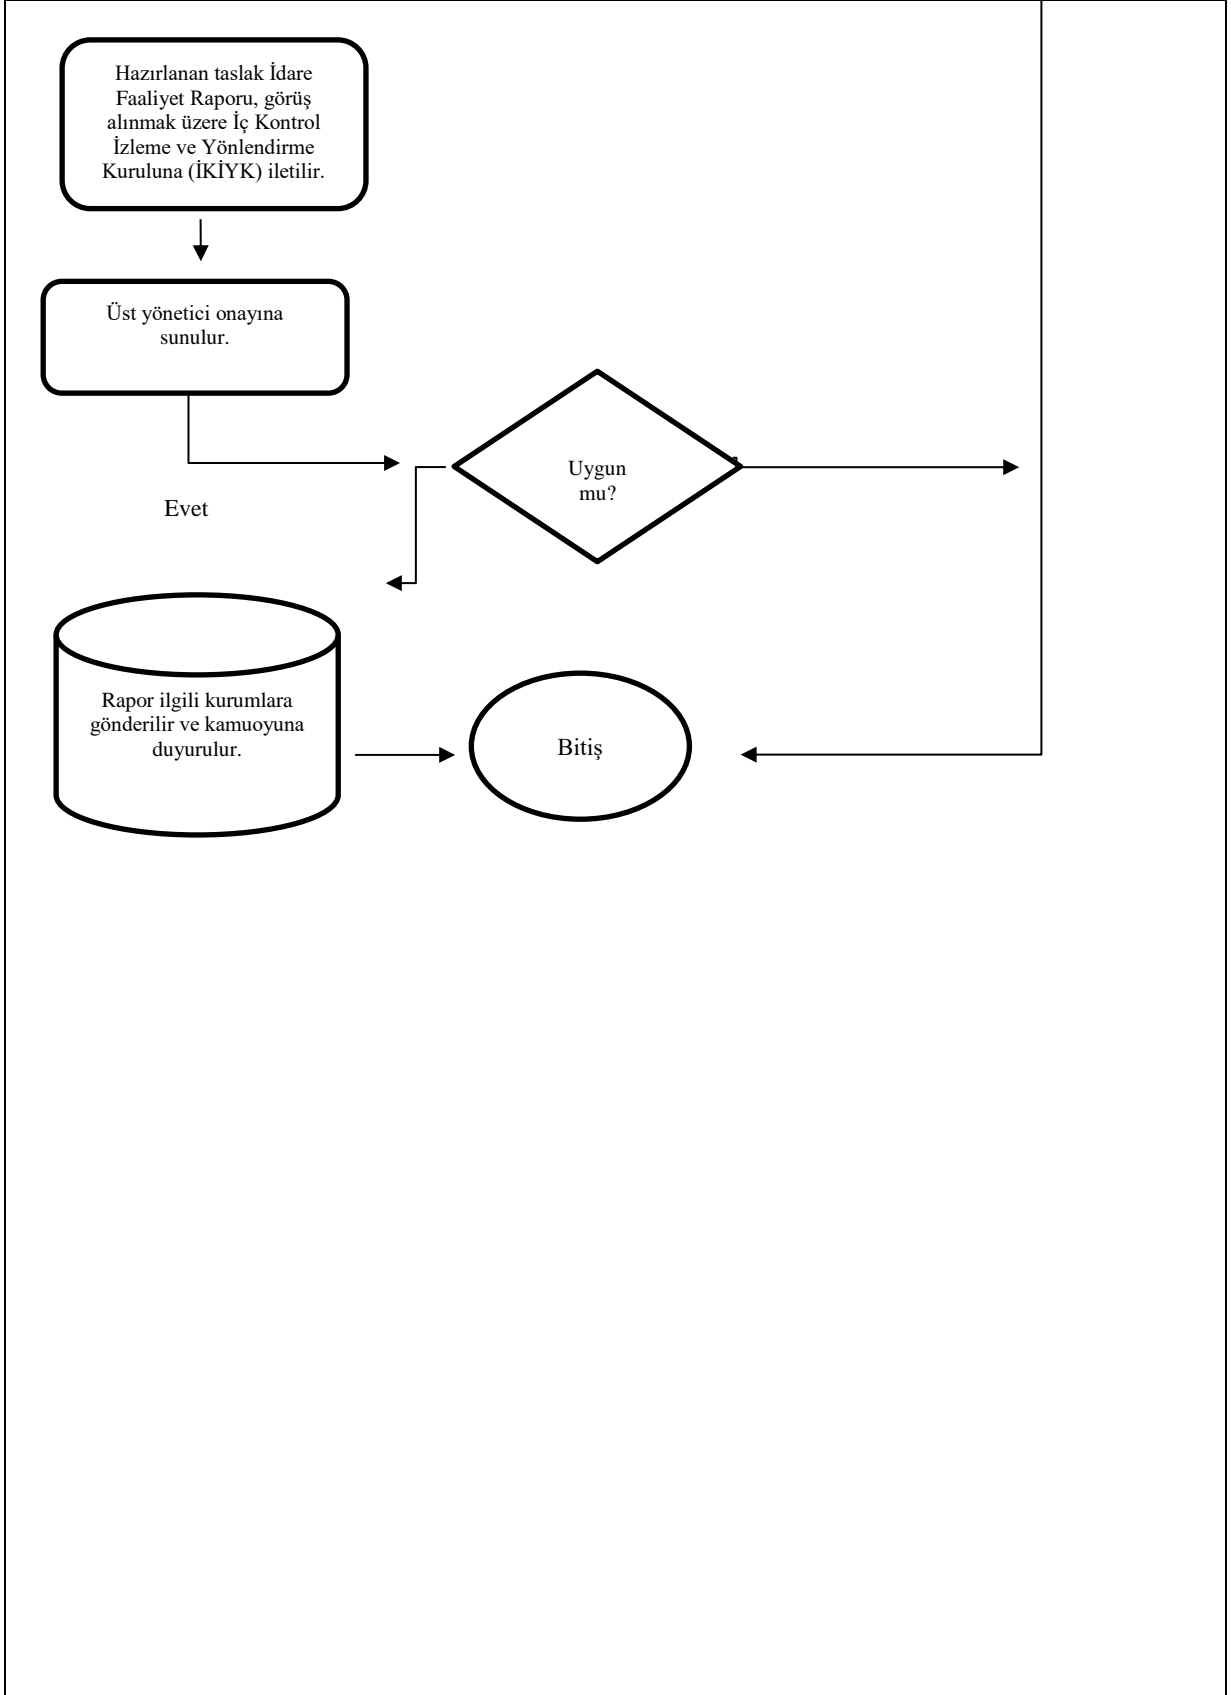 Hazırlanan taslak İdare
Faaliyet Raporu, görüş
alınmak üzere İç Kontrol
İzleme ve Yönlendirme
Kuruluna (İKİYK) iletilir.
Üst yönetici onayına
sunulur.
Uygun
mu?
Evet
Rapor ilgili kurumlara
gönderilir ve kamuoyuna
duyurulur.
Bitiş